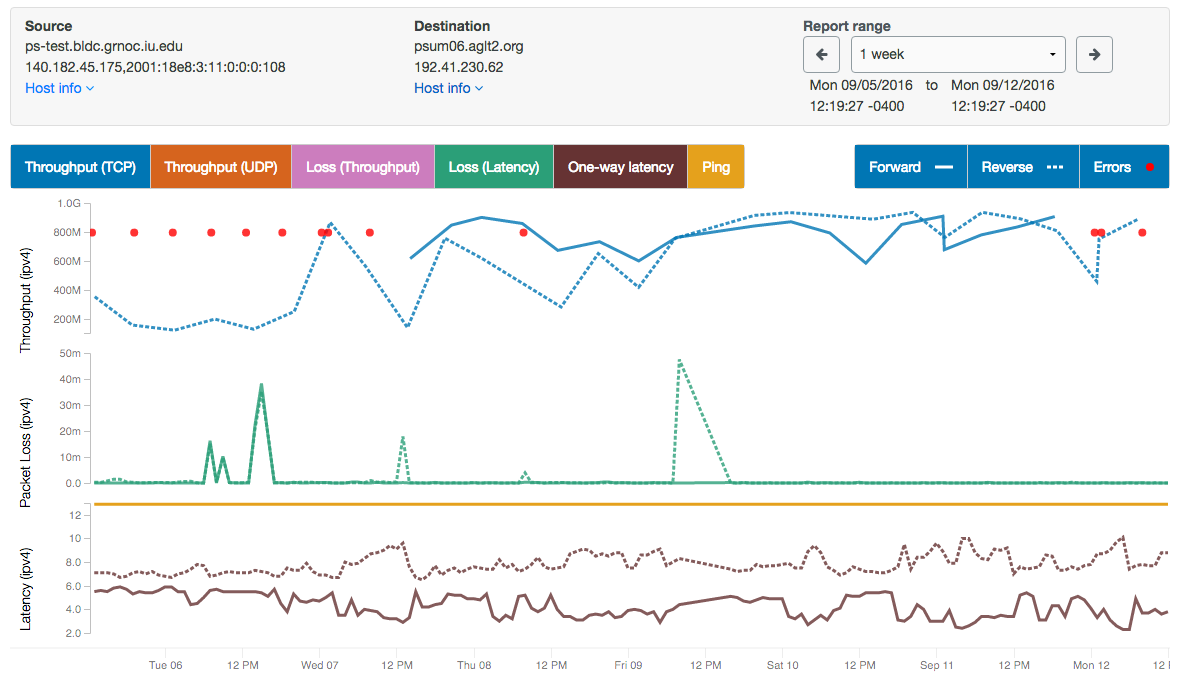 Source
ps-test.bldc.grnoc.iu.edu
140.182.45.175,2001:18e8:3:11:0:0:0:108
Host info
Destination
psum06.aglt2.org
192.41.230.62
Host info
Report range
1 week
Mon 09/05/2016 to Mon 09/12/2016
12:19:27 -0400 12:19:27 -0400
Throughput (TCP) Throughput (UDP) Loss (Throughput) Loss (Latency) One-way latency Ping
Forward Reverse Errors
Throughput (ipv4)
1.0G
800M
600M
400M
200M
Packet Loss (ipv4)
50m
40m
30m
20m
10m
0.0
Latency (ipv4)
12
10
8.0
6.0
4.0
2.0
Tue 06 12 PM Wed 07 12 PM Thu 08 12 PM Fri 09 12 PM Sat 10 12 PM Sep 11 12 PM Mon 12 12